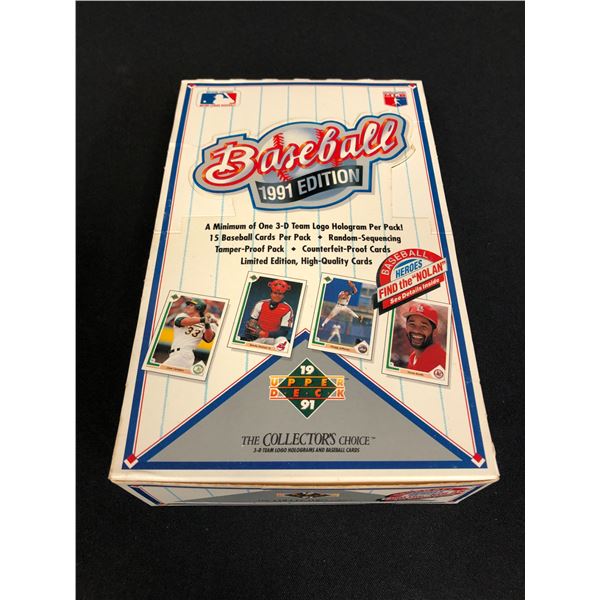 Baseball
1991 EDITION
A Minimum of One 3-D Team Logo Hologram Per Pack!
15 Baseball Cards Per Pack • Random-Sequencing
Tamper-Proof Pack • Counterfeit-Proof Cards
Limited Edition, High-Quality Cards
BASEBALL
HEROES
FIND the "NOLAN"
See Details Inside
33
19
UPPER
DECK
91
THE COLLECTOR'S CHOICE™
3-D TEAM LOGO HOLOGRAMS AND BASEBALL CARDS